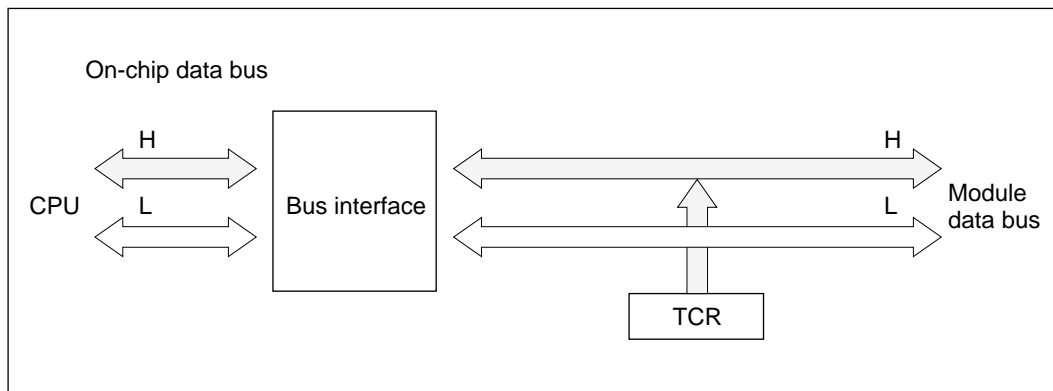 On-chip data bus
H
H
CPU
L
Bus interface
L
Module
data bus
TCR